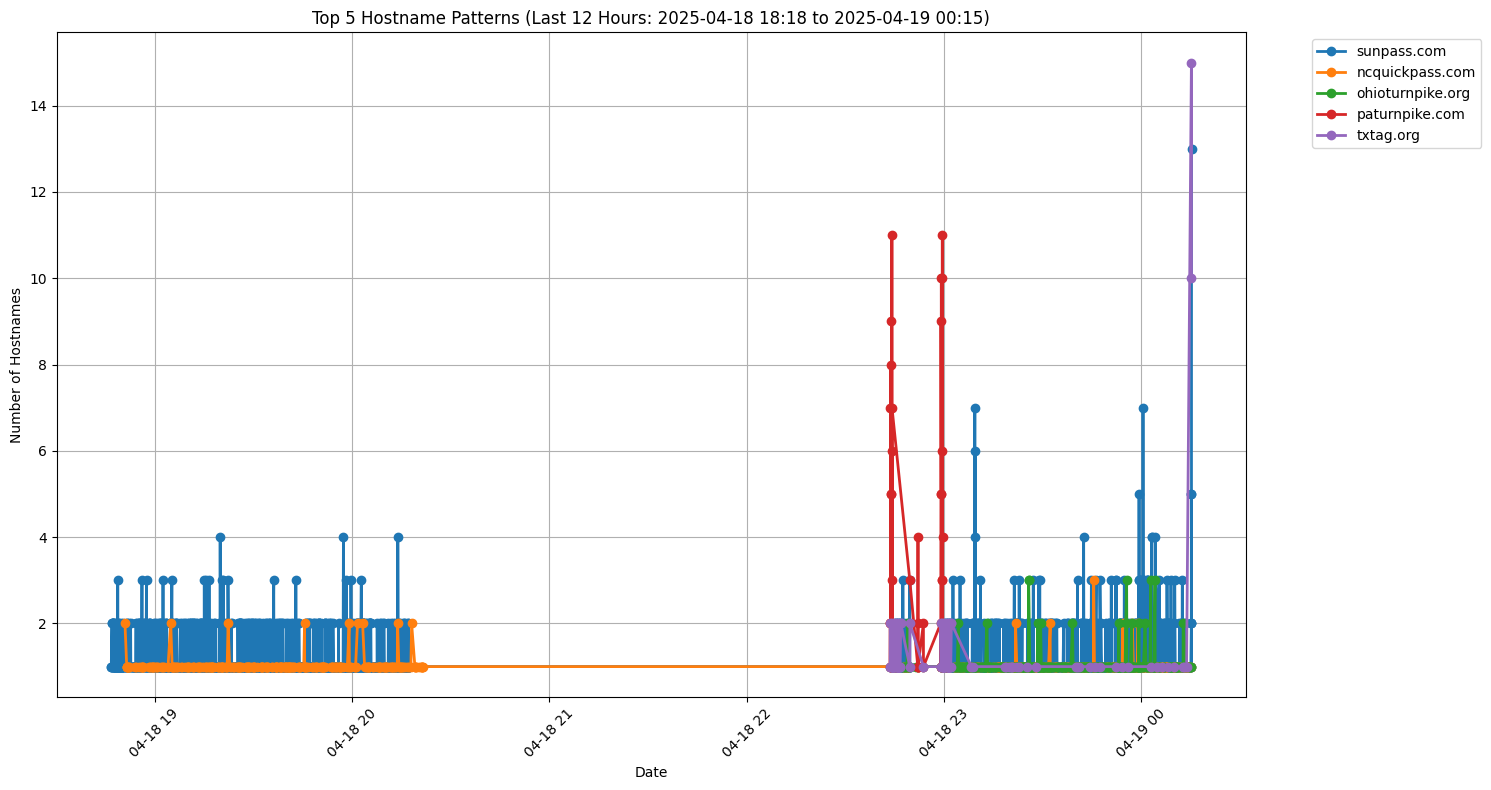 Top 5 Hostname Patterns (Last 12 Hours: 2025-04-18 18:18 to 2025-04-19 00:15)
sunpass.com
ncquickpass.com
ohioturnpike.org
paturnpike.com
txtag.org
Number of Hostnames
14
12
10
8
6
4
2
04-18 19
04-18 20
04-18 21
04-18 22
04-18 23
04-19 00
Date